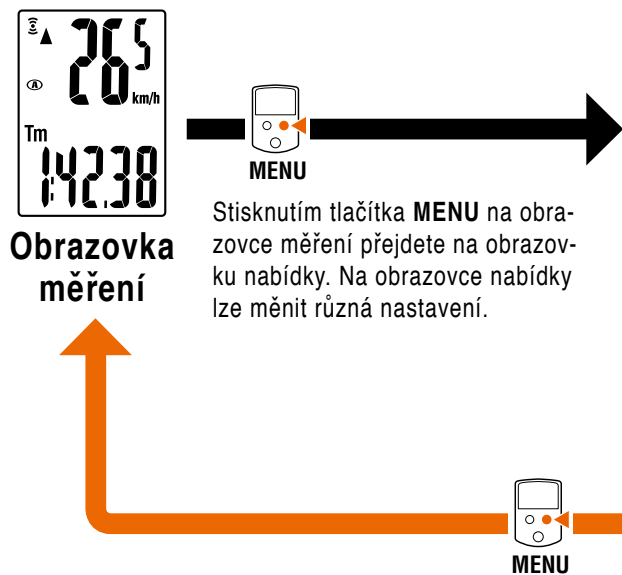 26.5
km/h
Tm
1:42.38
MENU
Obrazovka
měření
Stisknutím tlačítka MENU na obra-
zovce měření přejdete na obrazov-
ku nabídky. Na obrazovce nabídky
lze měnit různá nastavení.
MENU